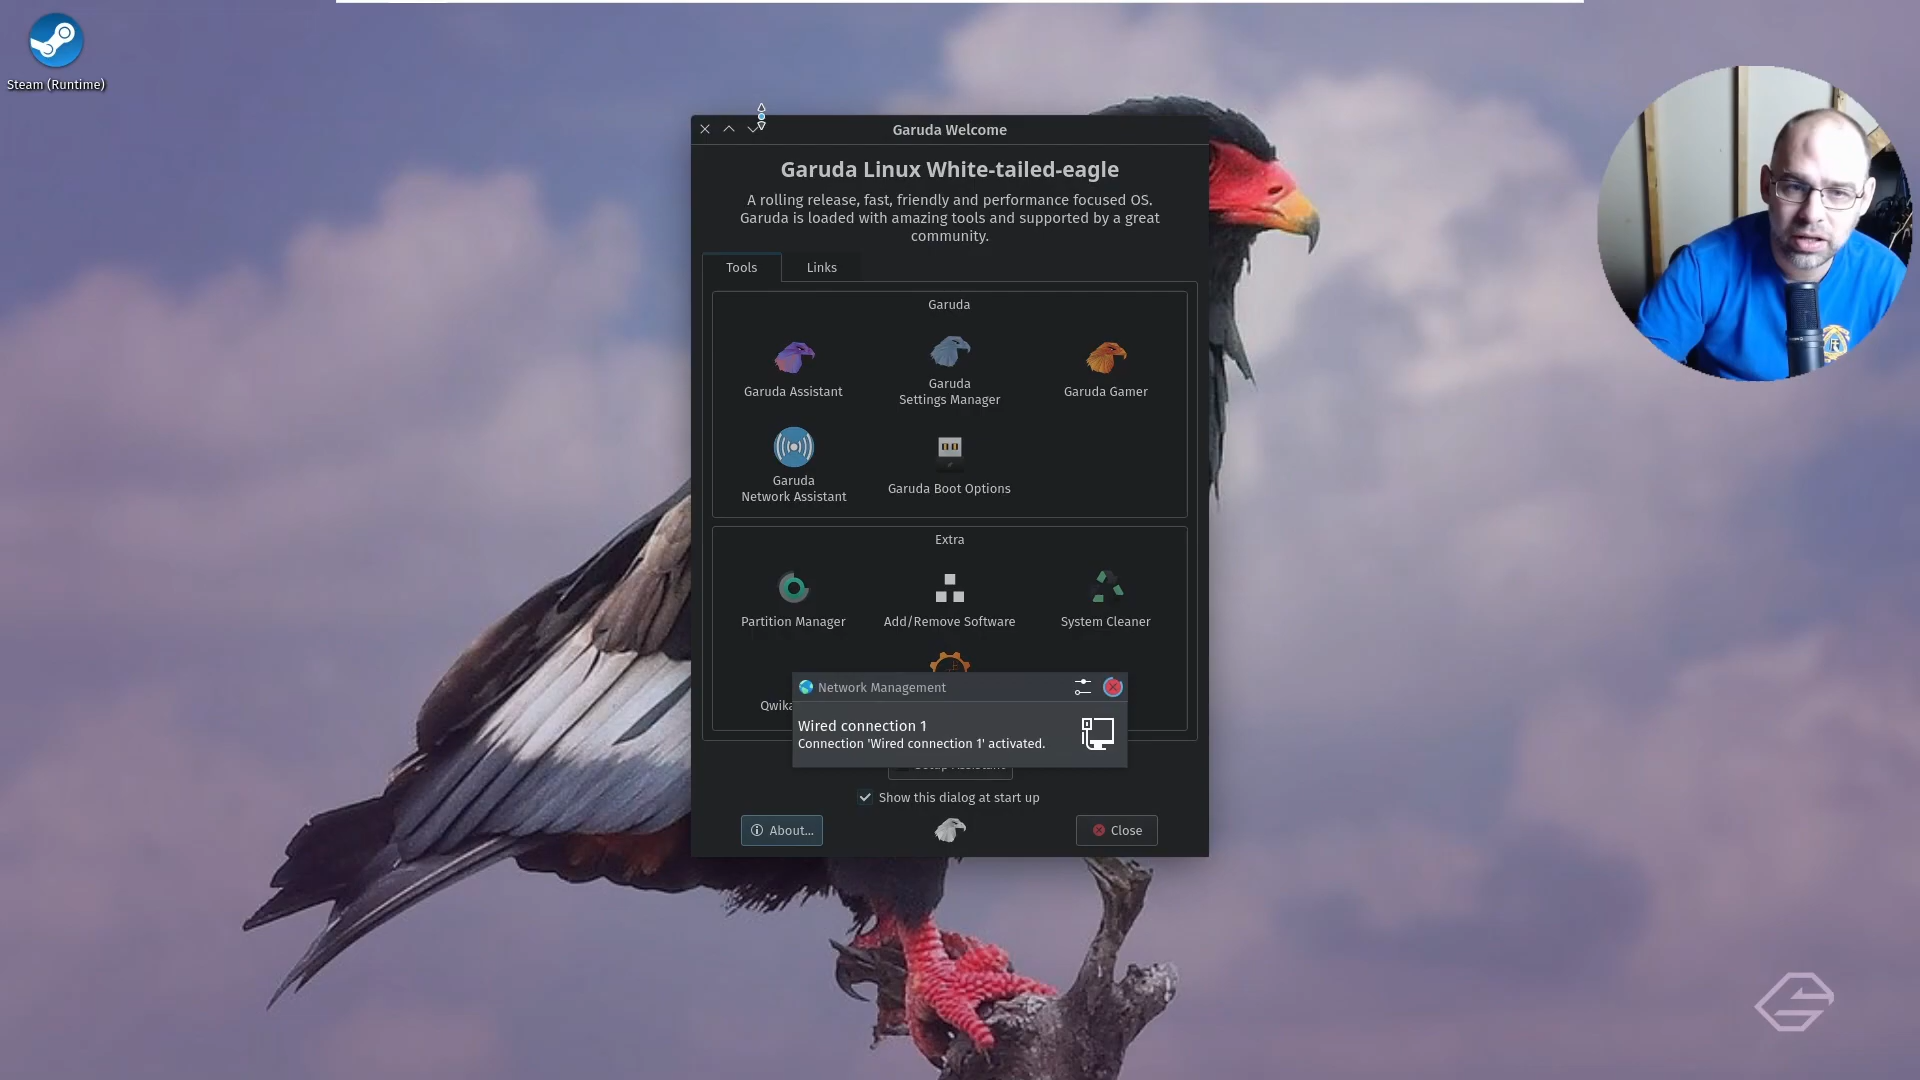 Steam (Runtime)
Garuda Welcome
Garuda Linux White-tailed-eagle
A rolling release, fast, friendly and performance focused OS.
Garuda is loaded with amazing tools and supported by a great
community.
Tools
Links
Garuda
Garuda Assistant
Garuda
Settings Manager
Garuda Gamer
Garuda
Network Assistant
Garuda Boot Options
Extra
Partition Manager
Add/Remove Software
System Cleaner
Network Management
Wired connection 1
Connection 'Wired connection 1' activated.
Show this dialog at start up
About...
Close